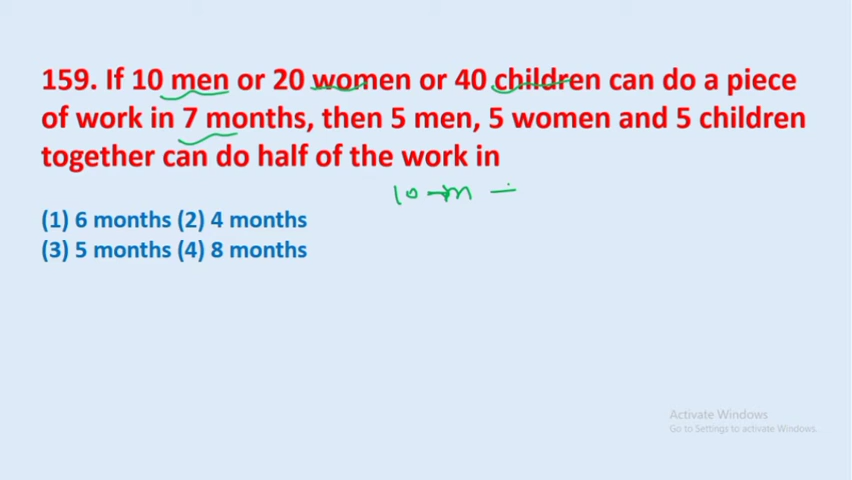 159. If 10 men or 20 women or 40 children can do a piece
of work in 7 months, then 5 men, 5 women and 5 children
together can do half of the work in
10 m =
(1) 6 months (2) 4 months
(3) 5 months (4) 8 months
Activate Windows
Go to Settings to activate Windows.